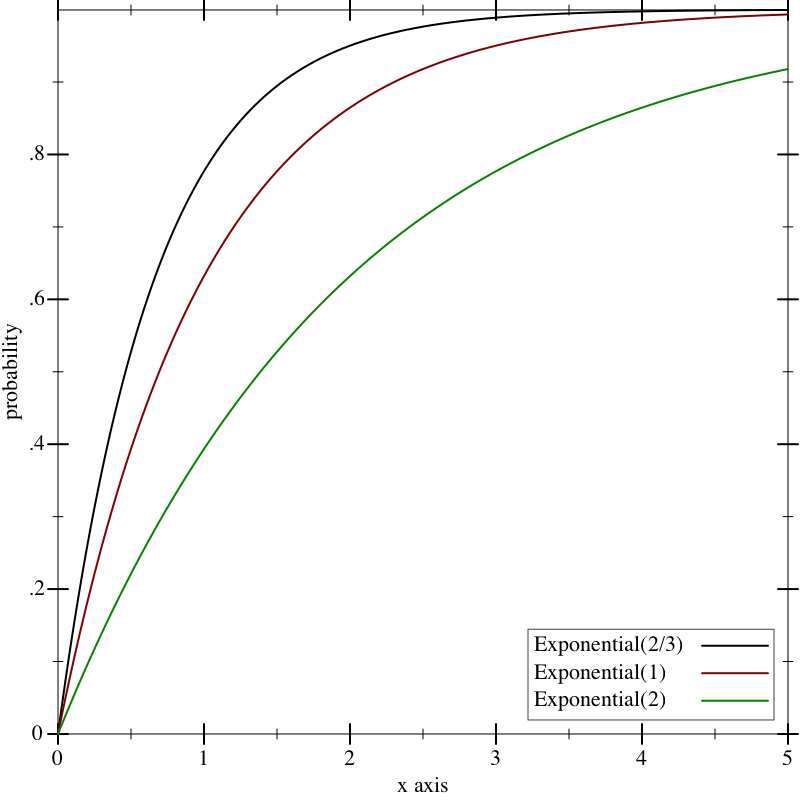 .8
.6
probability
.4
.2
Exponential(2/3)
Exponential(1)
Exponential(2)
0
0 1 2 3 4 5
x axis